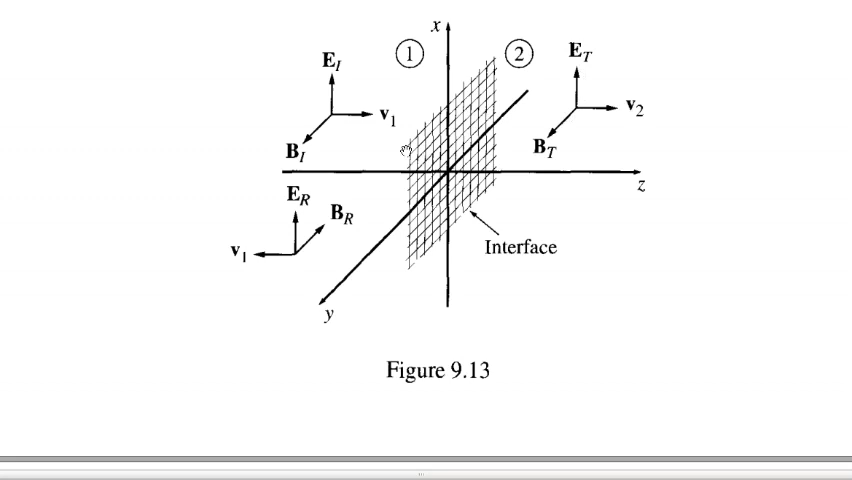 x
1
2
E_I
E_T
v_1
v_2
B_I
B_T
z
E_R
B_R
v_1
Interface
y
Figure 9.13